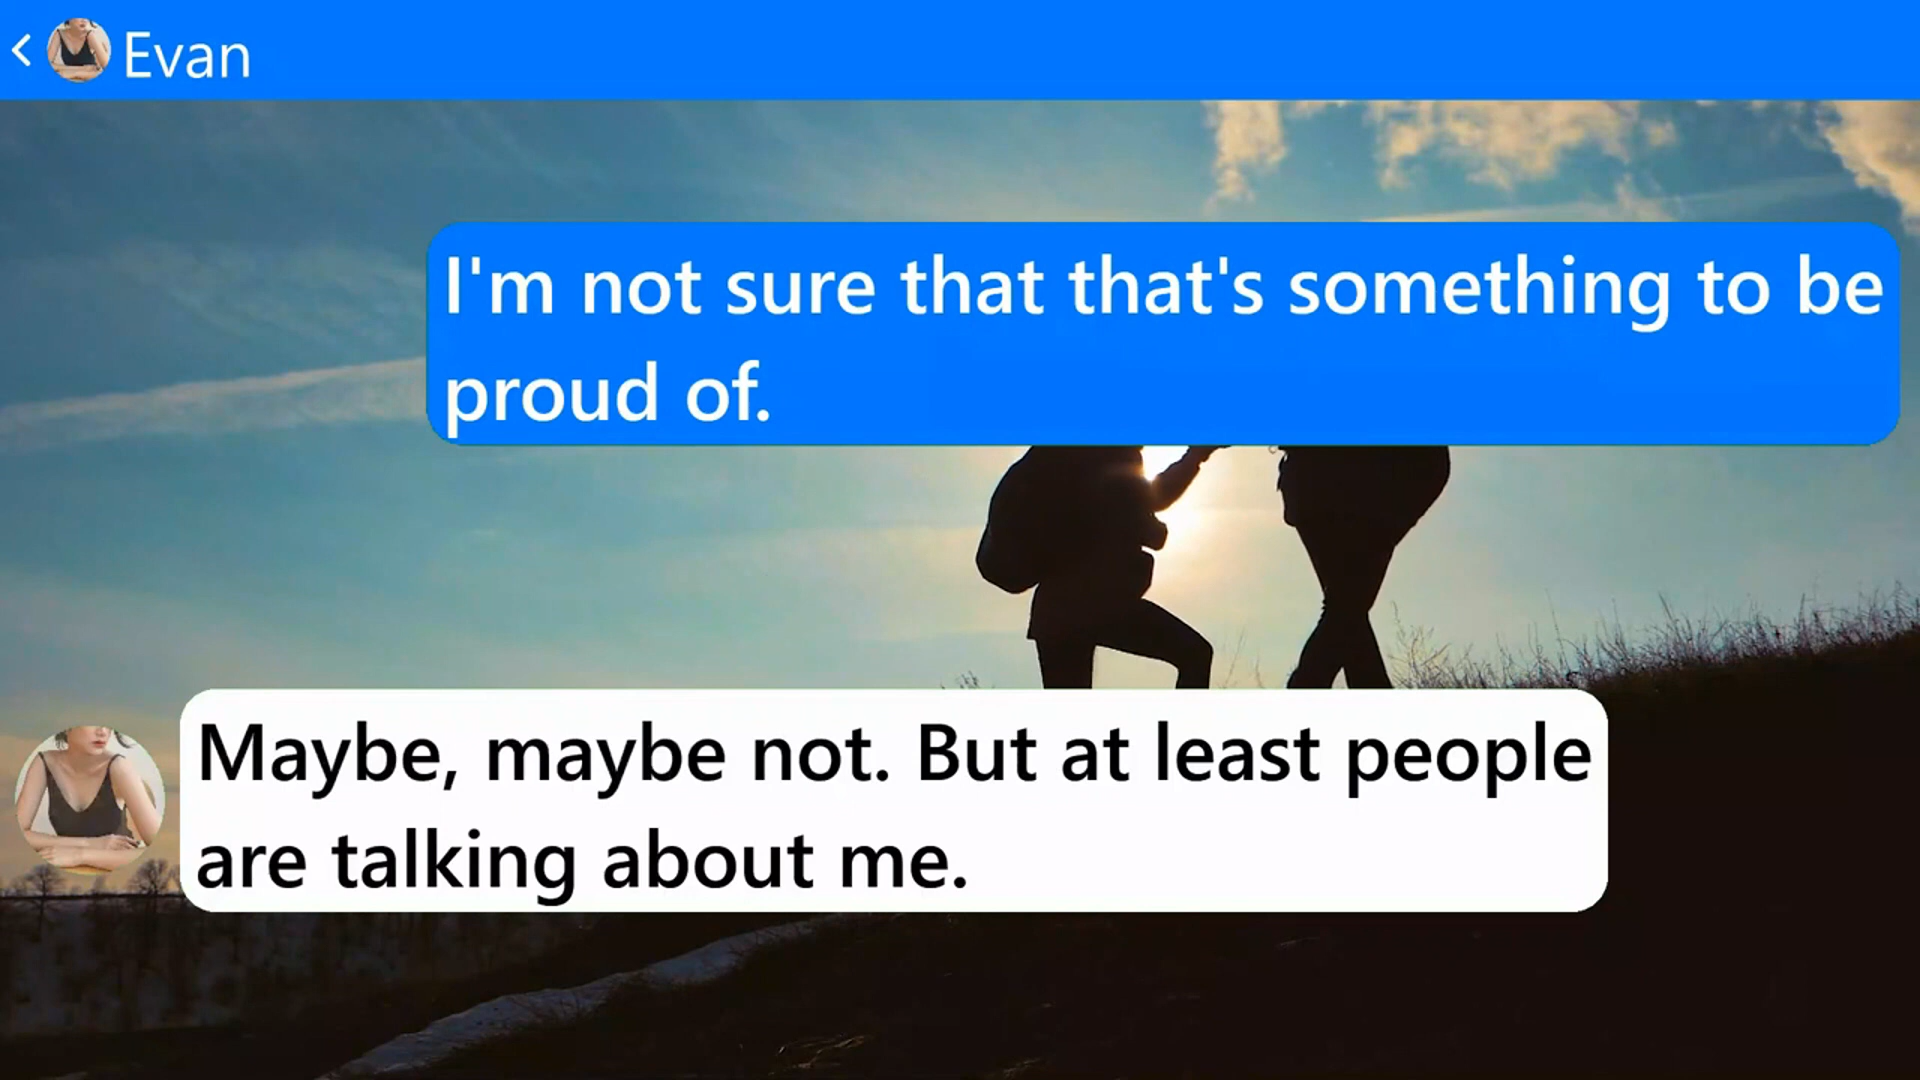 Evan
I'm not sure that that's something to be
proud of.
Maybe, maybe not. But at least people
are talking about me.